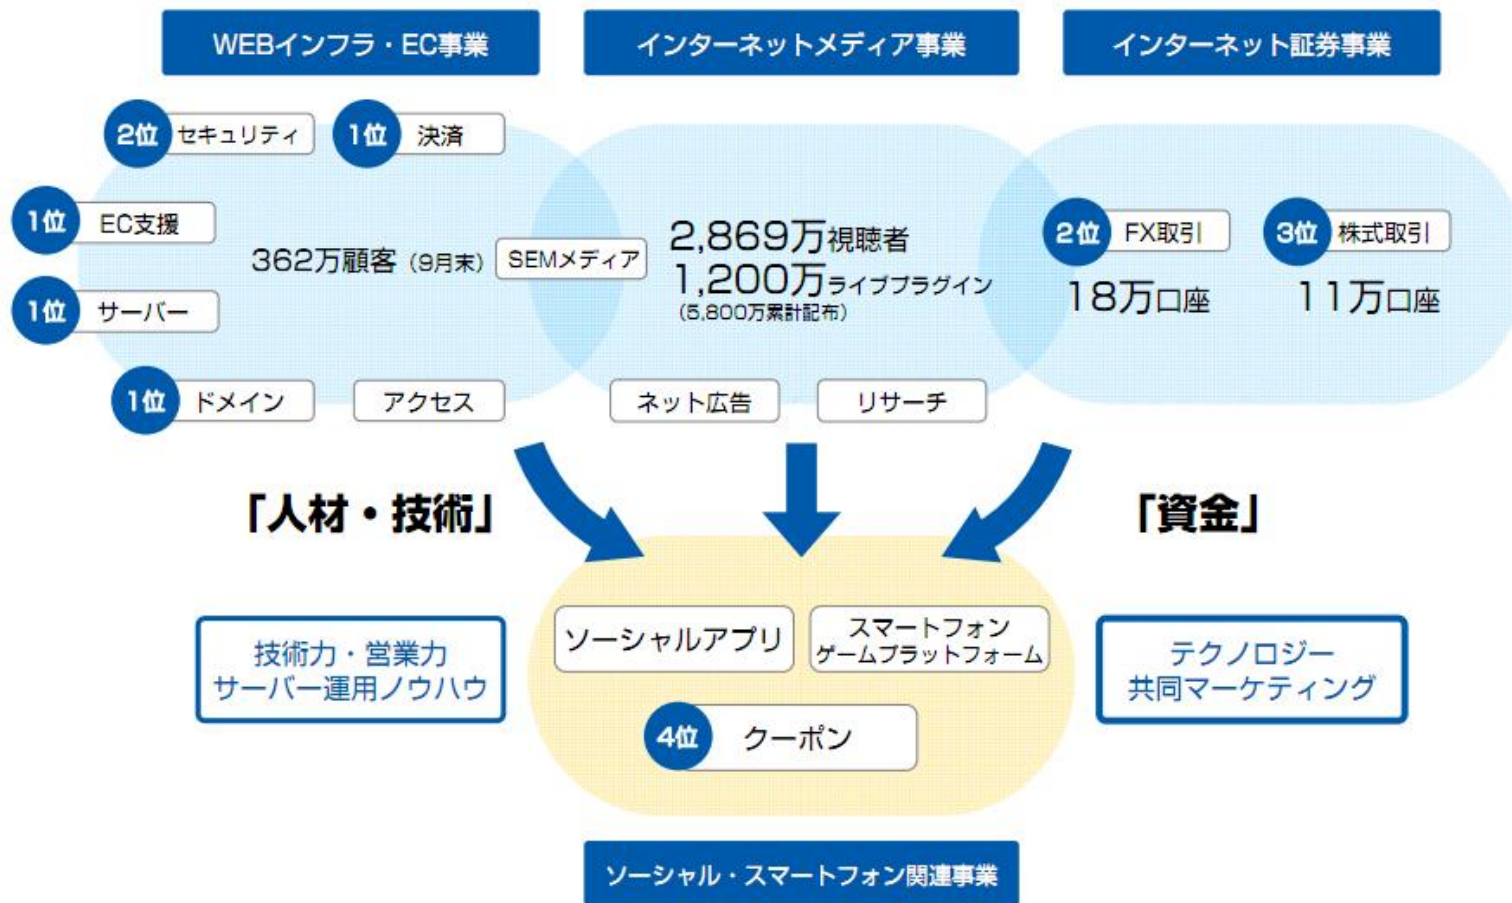 WEBインフラ・EC事業
インターネットメディア事業
インターネット証券事業
2位 セキュリティ
1位 決済
1位 EC支援
362万顧客（9月末）
SEMメディア
1位 サーバー
1位 ドメイン
アクセス
2,869万視聴者
1,200万ライブプラグイン
（5,800万累計配布）
ネット広告
リサーチ
2位 FX取引
18万口座
3位 株式取引
11万口座
「人材・技術」
「資金」
技術力・営業力
サーバー運用ノウハウ
ソーシャルアプリ
スマートフォン
ゲームプラットフォーム
4位 クーポン
テクノロジー
共同マーケティング
ソーシャル・スマートフォン関連事業